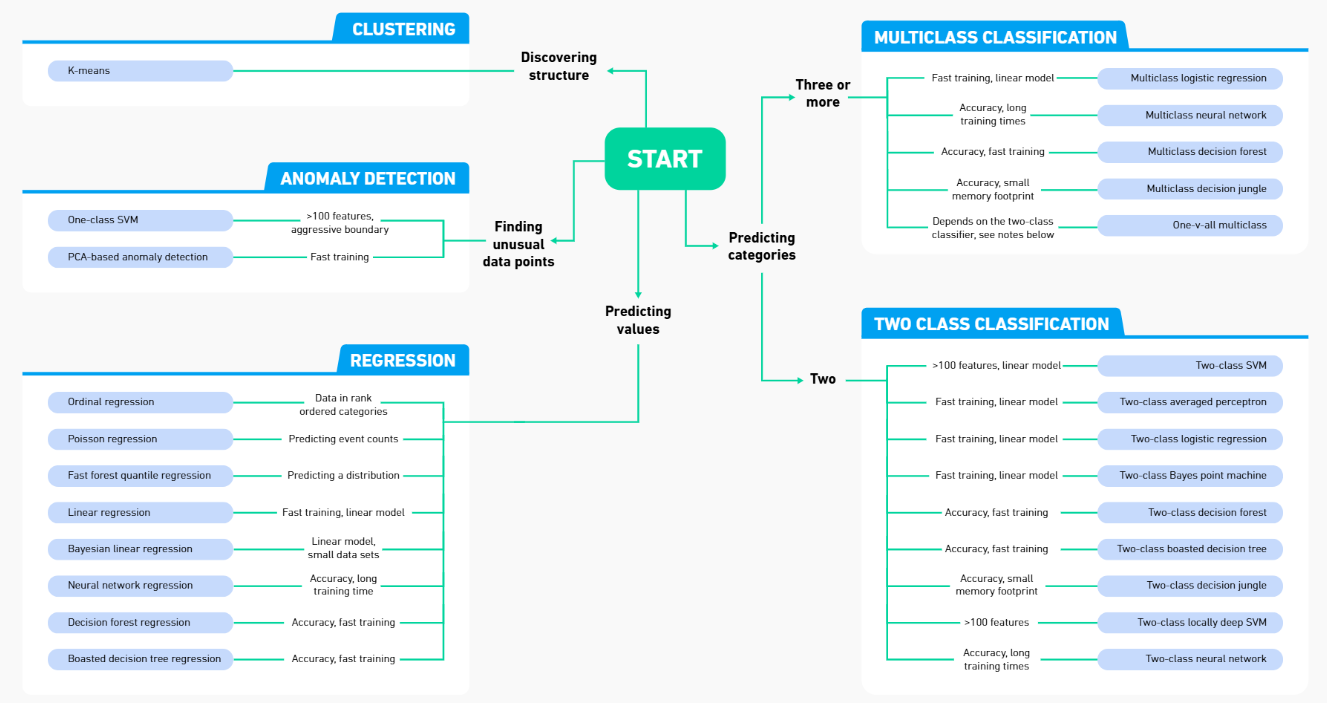 CLUSTERING
K-means
Discovering
structure
START
ANOMALY DETECTION
One-class SVM
>100 features,
aggressive boundary
PCA-based anomaly detection
Fast training
Finding
unusual
data points
Predicting
values
REGRESSION
Ordinal regression
Data in rank
ordered categories
Poisson regression
Predicting event counts
Fast forest quantile regression
Predicting a distribution
Linear regression
Fast training, linear model
Bayesian linear regression
Linear model,
small data sets
Neural network regression
Accuracy, long
training time
Decision forest regression
Accuracy, fast training
Boasted decision tree regression
Accuracy, fast training
Predicting
categories
Three or
more
MULTICLASS CLASSIFICATION
Fast training, linear model
Multiclass logistic regression
Accuracy, long
training times
Multiclass neural network
Accuracy, fast training
Multiclass decision forest
Accuracy, small
memory footprint
Multiclass decision jungle
Depends on the two-class
classifier, see notes below
One-v-all multiclass
Two
TWO CLASS CLASSIFICATION
>100 features, linear model
Two-class SVM
Fast training, linear model
Two-class averaged perceptron
Fast training, linear model
Two-class logistic regression
Fast training, linear model
Two-class Bayes point machine
Accuracy, fast training
Two-class decision forest
Accuracy, fast training
Two-class boasted decision tree
Accuracy, small
memory footprint
Two-class decision jungle
>100 features
Two-class locally deep SVM
Accuracy, long
training times
Two-class neural network